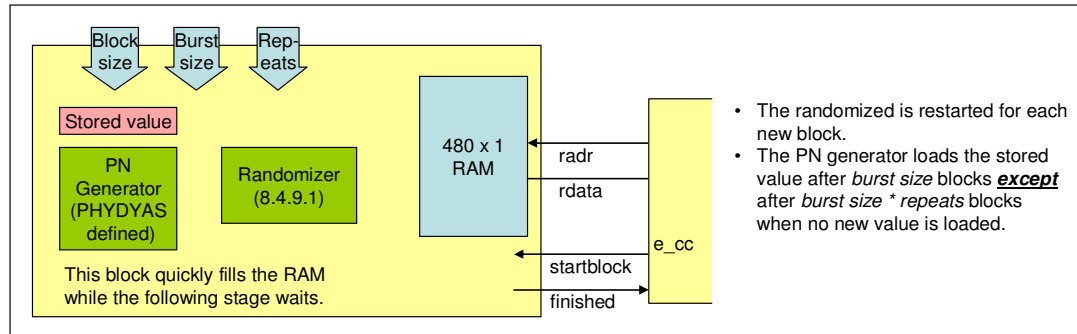 Block
size
Burst
size
Rep-
eats
Stored value
PN
Generator
(PHYDYAS
defined)
Randomizer
(8.4.9.1)
480 x 1
RAM
radr
rdata
e_cc
startblock
finished
This block quickly fills the RAM
while the following stage waits.
• The randomized is restarted for each
new block.
• The PN generator loads the stored
value after burst size blocks except
after burst size * repeats blocks
when no new value is loaded.